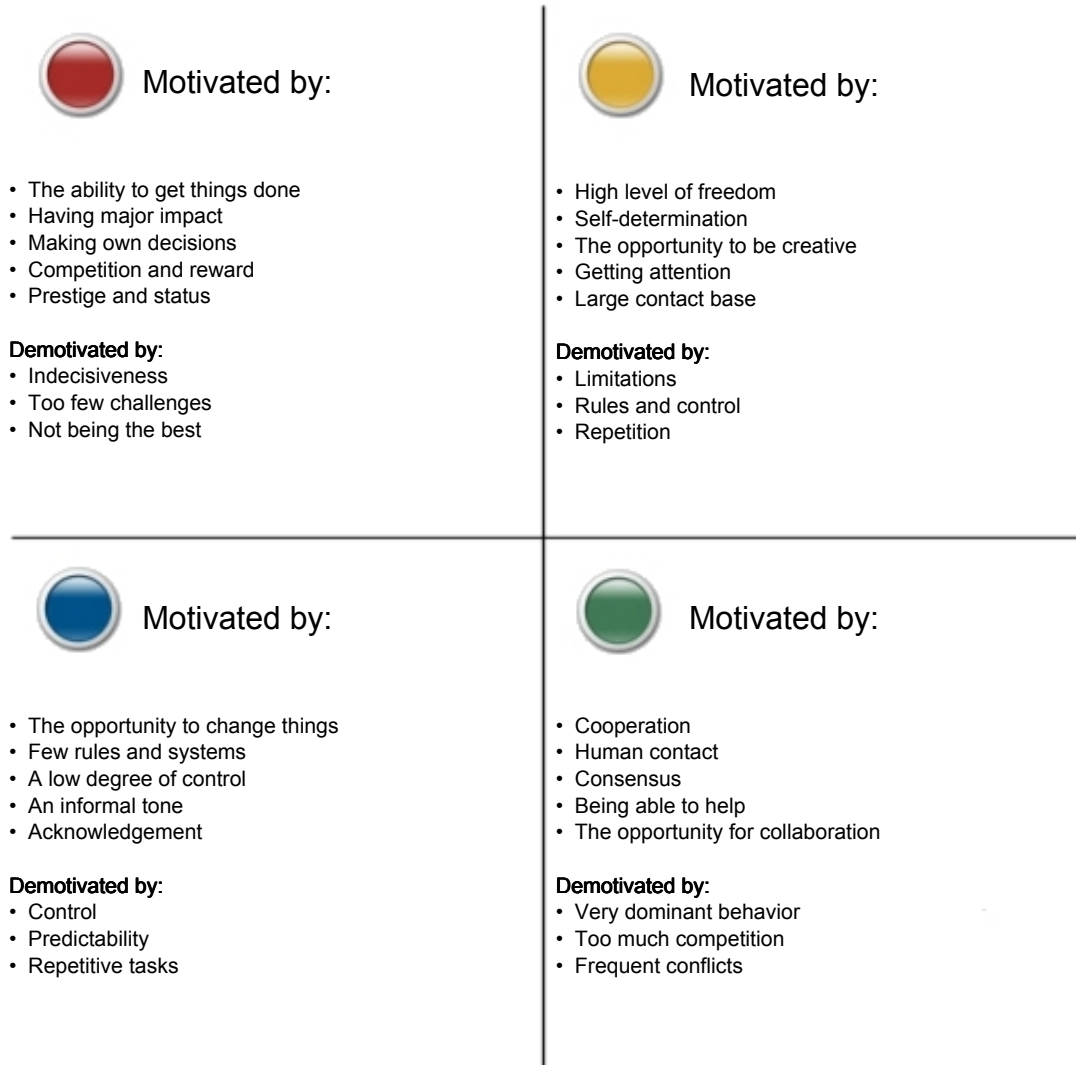 Motivated by:
• The ability to get things done
• Having major impact
• Making own decisions
• Competition and reward
• Prestige and status
Demotivated by:
• Indecisiveness
• Too few challenges
• Not being the best
Motivated by:
• High level of freedom
• Self-determination
• The opportunity to be creative
• Getting attention
• Large contact base
Demotivated by:
• Limitations
• Rules and control
• Repetition
Motivated by:
• The opportunity to change things
• Few rules and systems
• A low degree of control
• An informal tone
• Acknowledgement
Demotivated by:
• Control
• Predictability
• Repetitive tasks
Motivated by:
• Cooperation
• Human contact
• Consensus
• Being able to help
• The opportunity for collaboration
Demotivated by:
• Very dominant behavior
• Too much competition
• Frequent conflicts